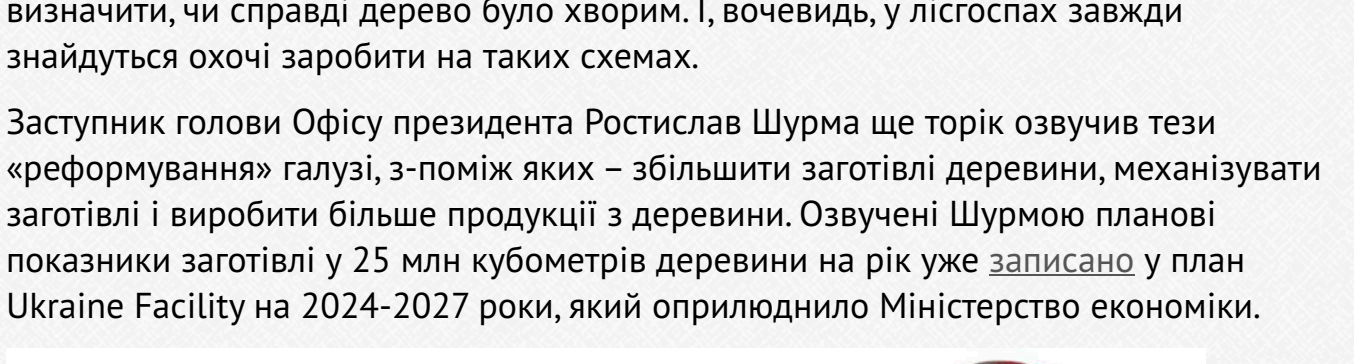 визначити, чи справді дерево було хворим. І, вочевидь, у лісгоспах завжди
знайдуться охочі заробити на таких схемах.
Заступник голови Офісу президента Ростислав Шурма ще торік озвучив тези
«реформування» галузі, з-поміж яких – збільшити заготівлі деревини, механізувати
заготівлі і виробити більше продукції з деревини. Озвучені Шурмою планові
показники заготівлі у 25 млн кубометрів деревини на рік уже записано у план
Ukraine Facility на 2024-2027 роки, який оприлюднило Міністерство економіки.